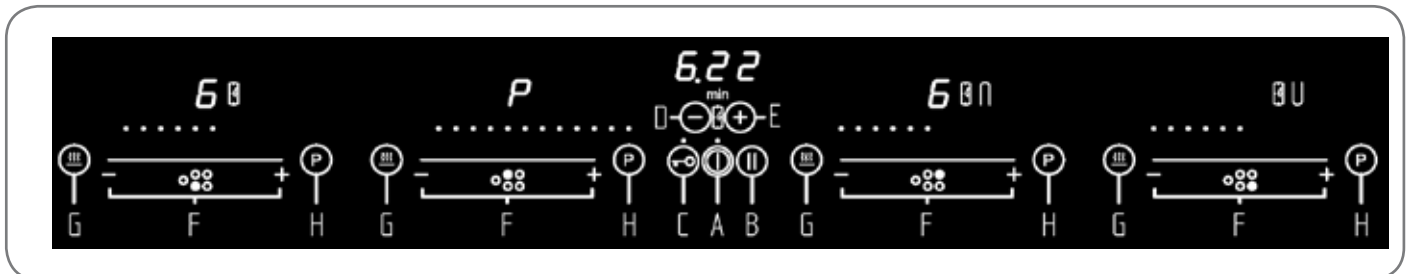 6.22
6 P min 6 ∩ U
D − + E
P P P P
− + − + − + − +
G F H G F H C A B G F H G F H